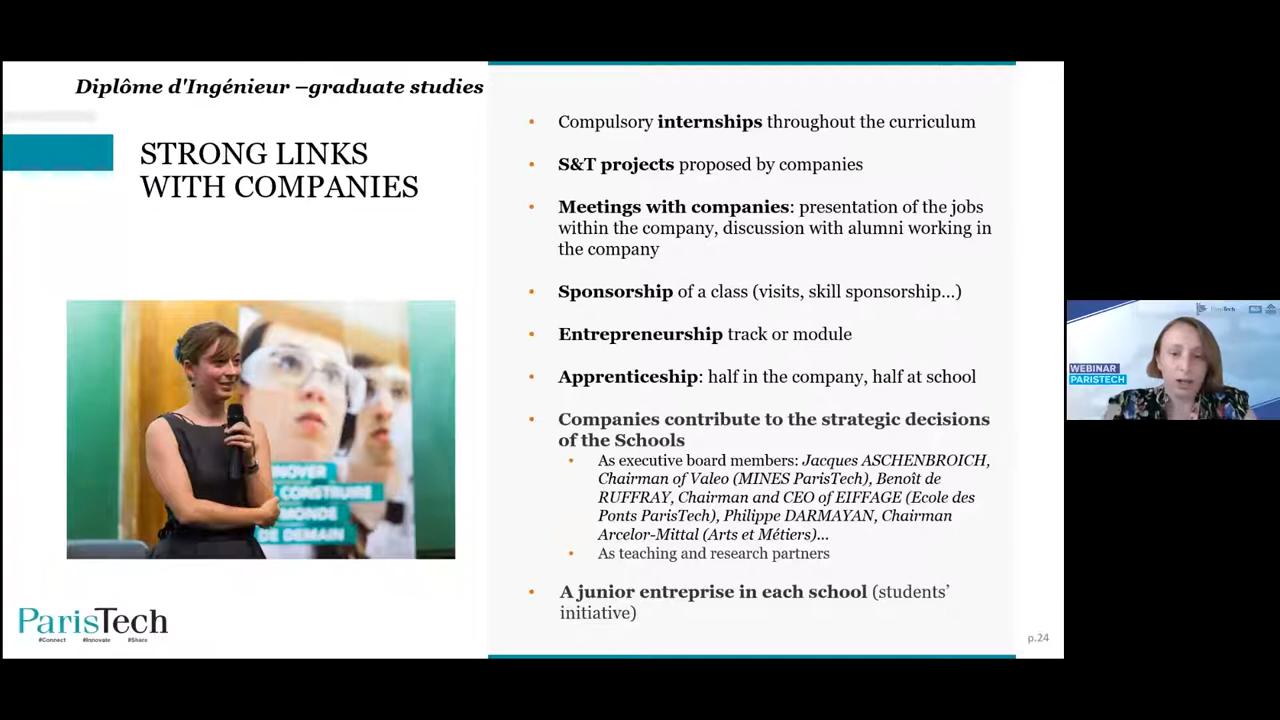 Diplôme d'Ingénieur –graduate studies
STRONG LINKS
WITH COMPANIES
• Compulsory internships throughout the curriculum
• S&T projects proposed by companies
• Meetings with companies: presentation of the jobs
within the company, discussion with alumni working in
the company
• Sponsorship of a class (visits, skill sponsorship...)
• Entrepreneurship track or module
• Apprenticeship: half in the company, half at school
• Companies contribute to the strategic decisions
of the Schools
• As executive board members: Jacques ASCHENBROICH,
Chairman of Valeo (MINES ParisTech), Benoît de
RUFFRAY, Chairman and CEO of EIFFAGE (Ecole des
Ponts ParisTech), Philippe DARMAYAN, Chairman
Arcelor-Mittal (Arts et Métiers)...
• As teaching and research partners
• A junior entreprise in each school (students'
initiative)
CONSTRUIRE
MONDE
DE DEMAIN
ParisTech
#Connect #Innovate #Share
p.24
ParisTech
WEBINAR
PARISTECH